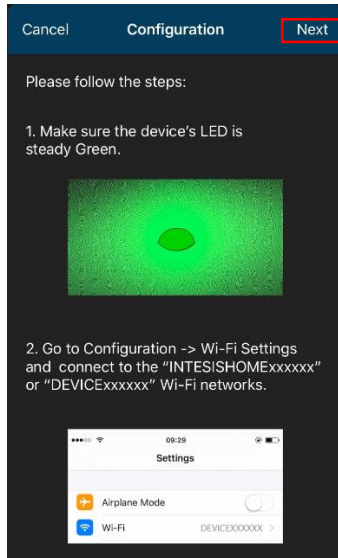 Cancel Configuration Next
Please follow the steps:
1. Make sure the device's LED is
steady Green.
2. Go to Configuration -> Wi-Fi Settings
and connect to the "INTESISHOMExxxxxx"
or "DEVICExxxxxx" Wi-Fi networks.
09:29
Settings
Airplane Mode
Wi-Fi DEVICEXXXXXX >